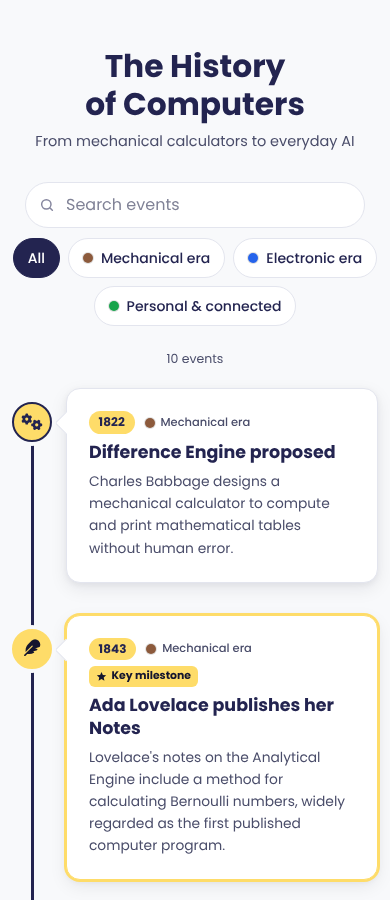 The History
of Computers
From mechanical calculators to everyday AI
Search events
All
Mechanical era
Electronic era
Personal & connected
10 events
1822
Mechanical era
Difference Engine proposed
Charles Babbage designs a
mechanical calculator to compute
and print mathematical tables
without human error.
1843
Mechanical era
Key milestone
Ada Lovelace publishes her
Notes
Lovelace's notes on the Analytical
Engine include a method for
calculating Bernoulli numbers, widely
regarded as the first published
computer program.